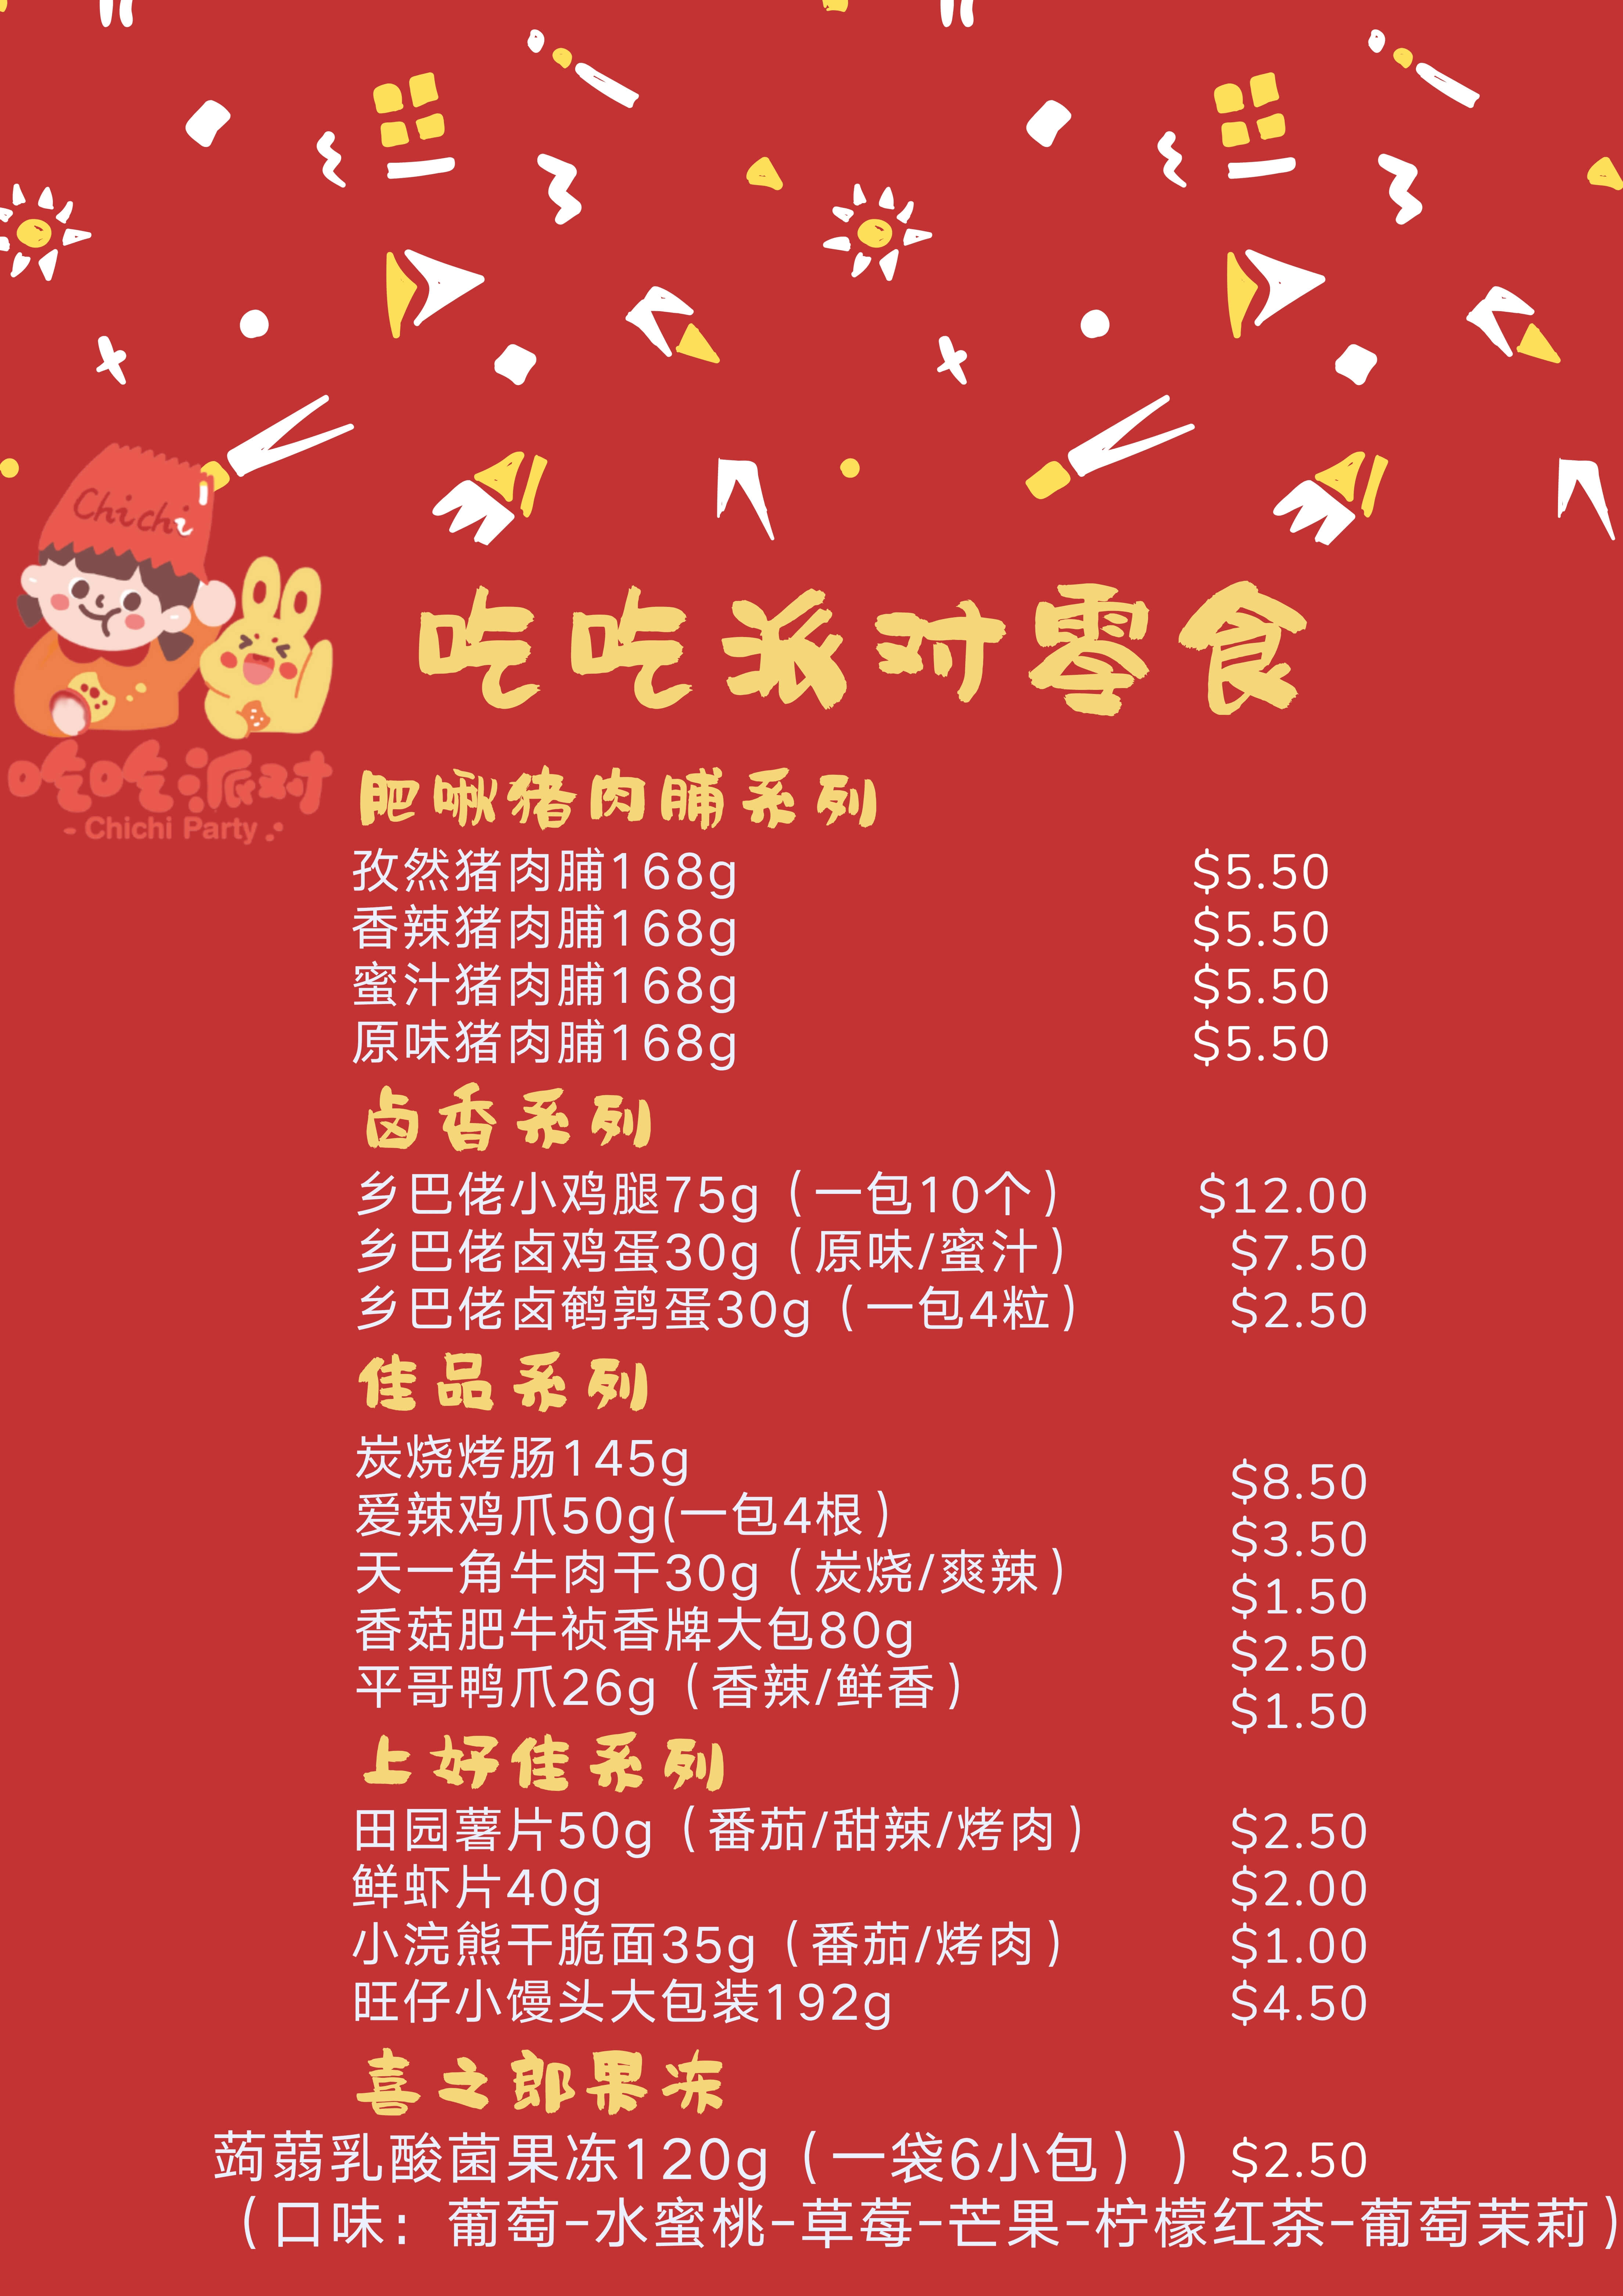 Chichi
吃吃派对
- Chichi Party
吃吃派对零食
肥啾猪肉脯系列
孜然猪肉脯168g $5.50
香辣猪肉脯168g $5.50
蜜汁猪肉脯168g $5.50
原味猪肉脯168g $5.50
卤香系列
乡巴佬小鸡腿75g（一包10个） $12.00
乡巴佬卤鸡蛋30g（原味/蜜汁） $7.50
乡巴佬卤鹌鹑蛋30g（一包4粒） $2.50
佳品系列
炭烧烤肠145g $8.50
爱辣鸡爪50g(一包4根） $3.50
天一角牛肉干30g（炭烧/爽辣） $1.50
香菇肥牛祯香牌大包80g $2.50
平哥鸭爪26g（香辣/鲜香） $1.50
上好佳系列
田园薯片50g（番茄/甜辣/烤肉） $2.50
鲜虾片40g $2.00
小浣熊干脆面35g（番茄/烤肉） $1.00
旺仔小馒头大包装192g $4.50
喜之郎果冻
蒟蒻乳酸菌果冻120g（一袋6小包）） $2.50
（口味：葡萄-水蜜桃-草莓-芒果-柠檬红茶-葡萄茉莉）